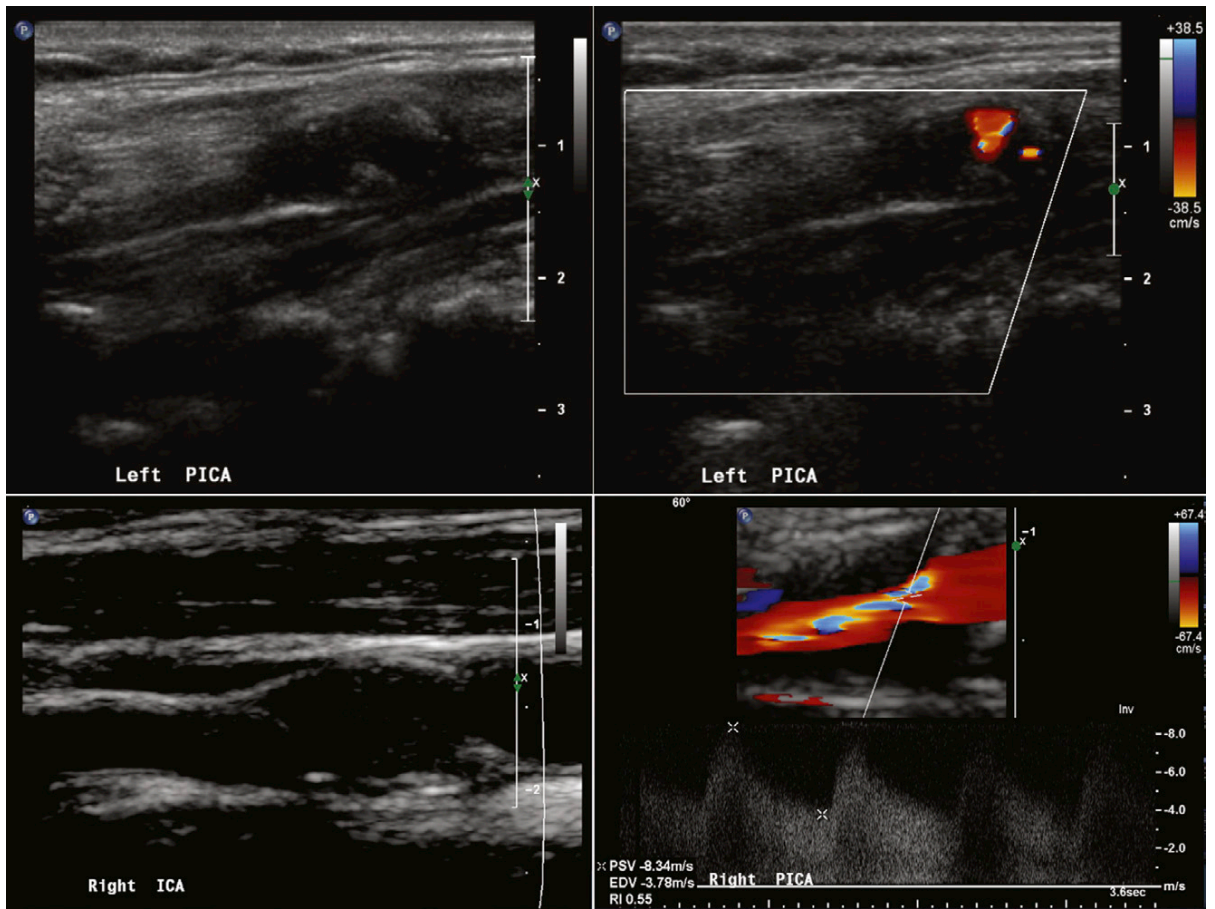 P
1
X
2
3
Left PICA
P
+38.5
1
X
-38.5
cm/s
2
3
Left PICA
P
-1
X
-2
Right ICA
60°
P
-1
X
+67.4
-67.4
cm/s
Inv
-8.0
-6.0
-4.0
-2.0
m/s
PSV -8.34m/s
EDV -3.78m/s
RI 0.55
Right PICA
3.6sec